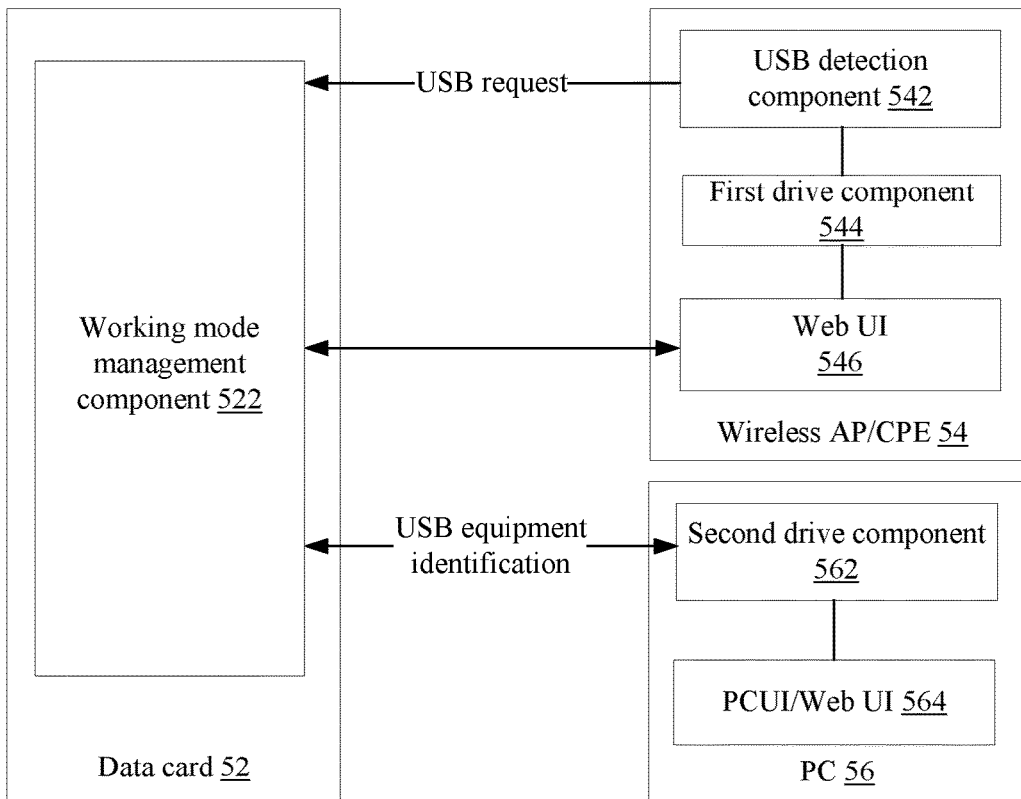 Working mode
management
component 522
Data card 52
USB request
USB equipment
identification
USB detection
component 542
First drive component
544
Web UI
546
Wireless AP/CPE 54
Second drive component
562
PCUI/Web UI 564
PC 56